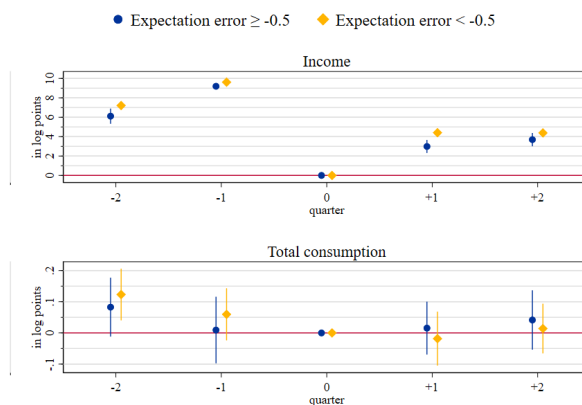 Expectation error ≥ -0.5 Expectation error < -0.5
Income
in log points
10
8
6
4
2
0
-2 -1 0 +1 +2
quarter
Total consumption
in log points
.2
.1
0
-.1
-2 -1 0 +1 +2
quarter